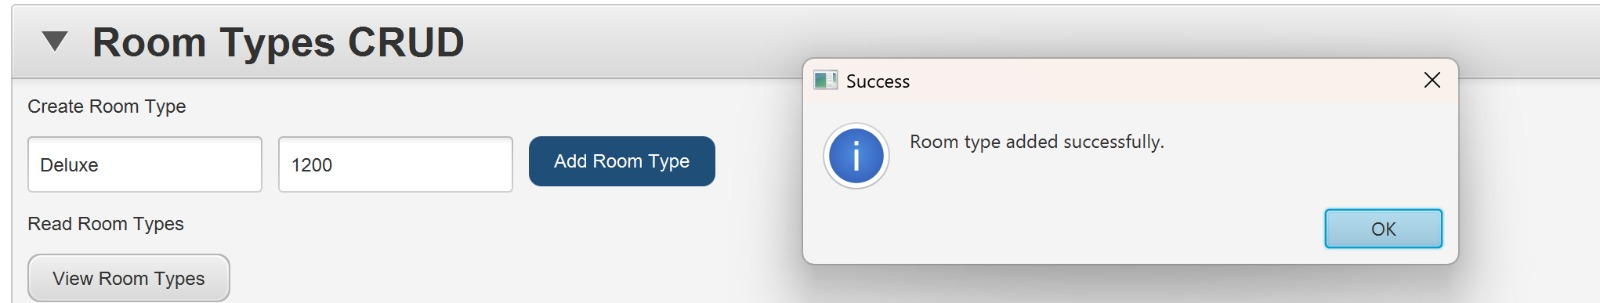 Room Types CRUD
Create Room Type
Deluxe
1200
Add Room Type
Read Room Types
View Room Types
Success
Room type added successfully.
OK